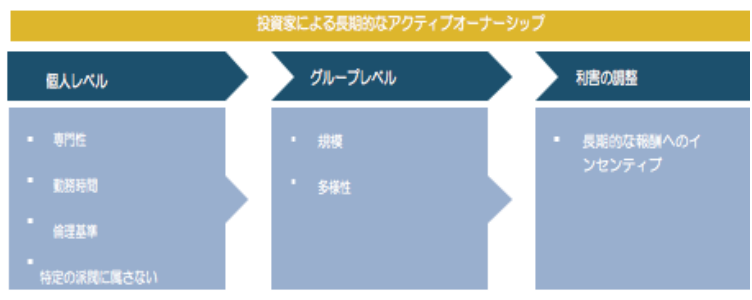 投資家による長期的なアクティブオーナーシップ
個人レベル
グループレベル
利害の調整
専門性
勤務時間
倫理基準
特定の派閥に属さない
規模
多様性
長期的な報酬へのイ
ンセンティブ